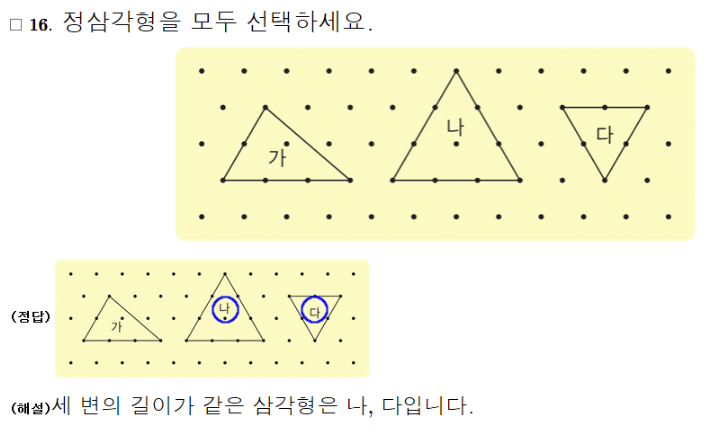 □ 16. 정삼각형을 모두 선택하세요.
가 나 다
(정답)
가 나 다
(해설)세 변의 길이가 같은 삼각형은 나, 다입니다.